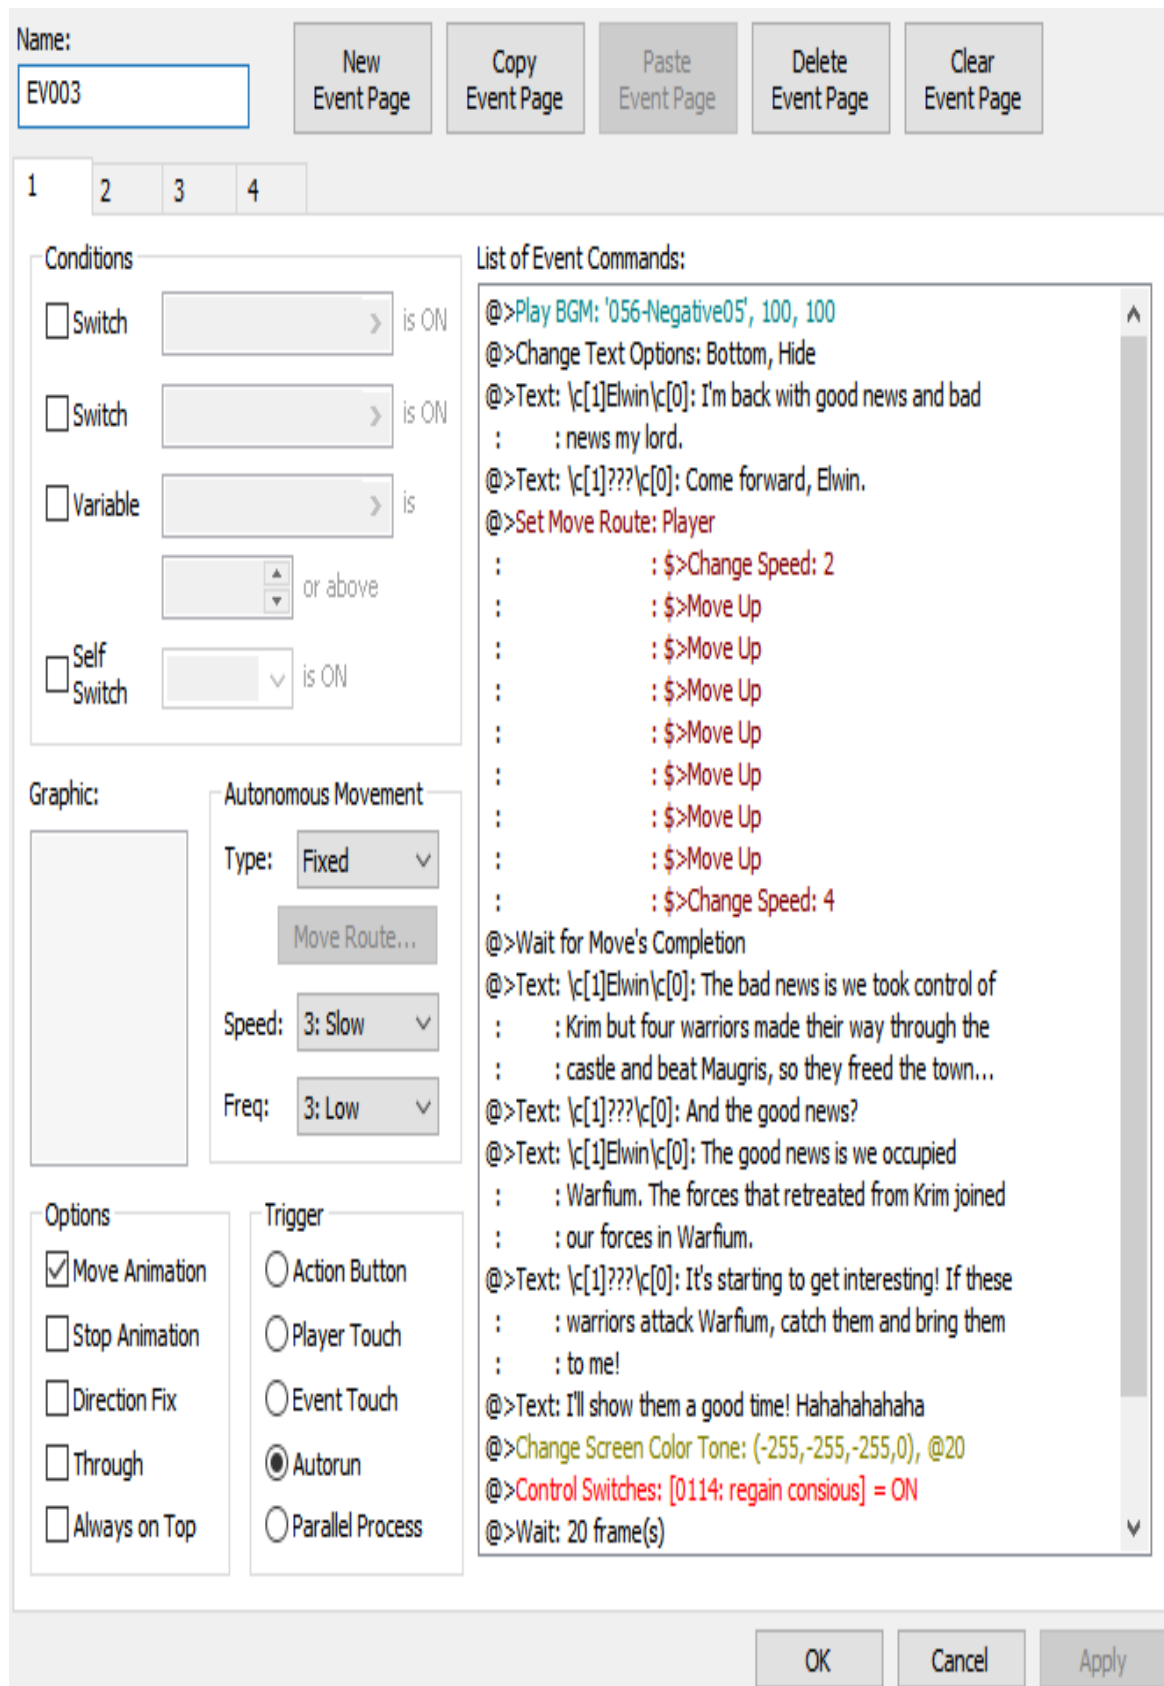 Name:
EV003
New
Event Page
Copy
Event Page
Paste
Event Page
Delete
Event Page
Clear
Event Page
1
2
3
4
Conditions
Switch
is ON
Switch
is ON
Variable
is
or above
Self
Switch
is ON
Graphic:
Autonomous Movement
Type:
Fixed
Move Route...
Speed:
3: Slow
Freq:
3: Low
Options
Move Animation
Stop Animation
Direction Fix
Through
Always on Top
Trigger
Action Button
Player Touch
Event Touch
Autorun
Parallel Process
List of Event Commands:
@>Play BGM: '056-Negative05', 100, 100
@>Change Text Options: Bottom, Hide
@>Text: \c[1]Elwin\c[0]: I'm back with good news and bad
: : news my lord.
@>Text: \c[1]???\c[0]: Come forward, Elwin.
@>Set Move Route: Player
: : $>Change Speed: 2
: : $>Move Up
: : $>Move Up
: : $>Move Up
: : $>Move Up
: : $>Move Up
: : $>Move Up
: : $>Move Up
: : $>Change Speed: 4
@>Wait for Move's Completion
@>Text: \c[1]Elwin\c[0]: The bad news is we took control of
: : Krim but four warriors made their way through the
: : castle and beat Maugris, so they freed the town...
@>Text: \c[1]???\c[0]: And the good news?
@>Text: \c[1]Elwin\c[0]: The good news is we occupied
: : Warfium. The forces that retreated from Krim joined
: : our forces in Warfium.
@>Text: \c[1]???\c[0]: It's starting to get interesting! If these
: : warriors attack Warfium, catch them and bring them
: : to me!
@>Text: I'll show them a good time! Hahahahahaha
@>Change Screen Color Tone: (-255,-255,-255,0), @20
@>Control Switches: [0114: regain consious] = ON
@>Wait: 20 frame(s)
OK
Cancel
Apply